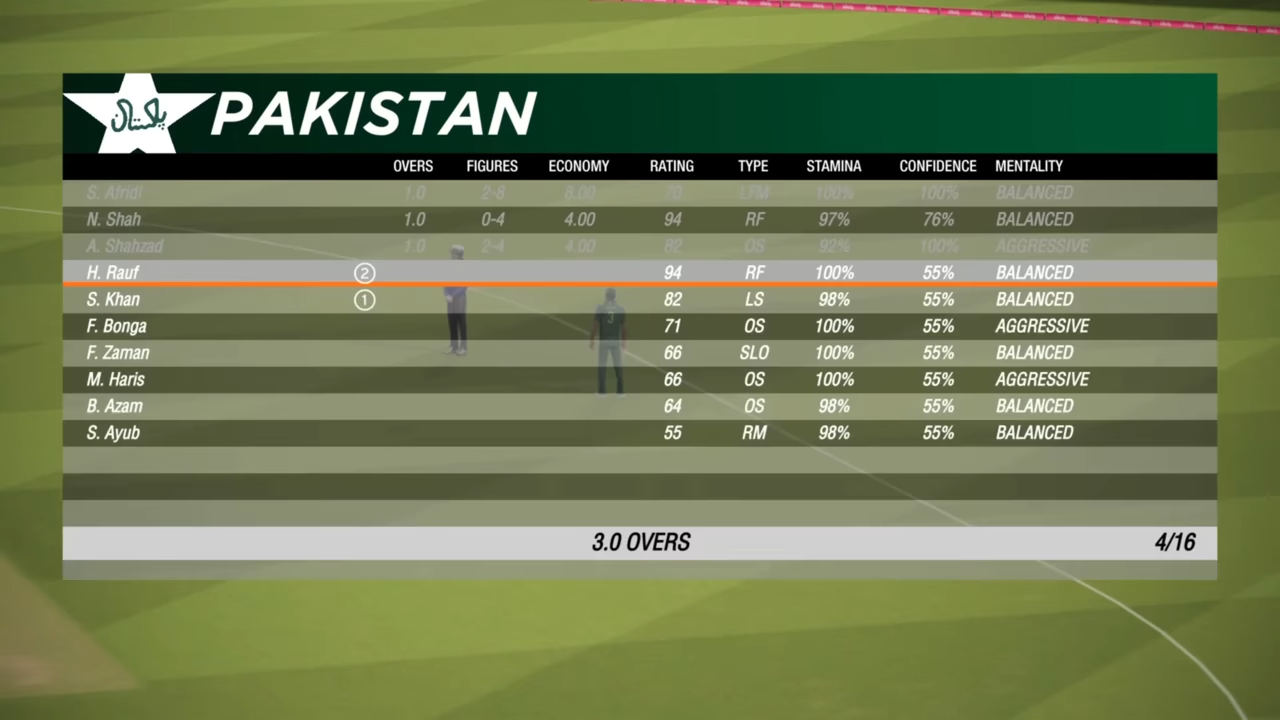 پاکستان PAKISTAN
OVERS FIGURES ECONOMY RATING TYPE STAMINA CONFIDENCE MENTALITY
S. Afridi 1.0 2-8 8.00 70 LFM 100% 100% BALANCED
N. Shah 1.0 0-4 4.00 94 RF 97% 76% BALANCED
A. Shahzad 1.0 2-4 4.00 82 OS 92% 100% AGGRESSIVE
H. Rauf 2 94 RF 100% 55% BALANCED
S. Khan 1 82 LS 98% 55% BALANCED
F. Bonga 71 OS 100% 55% AGGRESSIVE
F. Zaman 66 SLO 100% 55% BALANCED
M. Haris 66 OS 100% 55% AGGRESSIVE
B. Azam 64 OS 98% 55% BALANCED
S. Ayub 55 RM 98% 55% BALANCED
3.0 OVERS 4/16